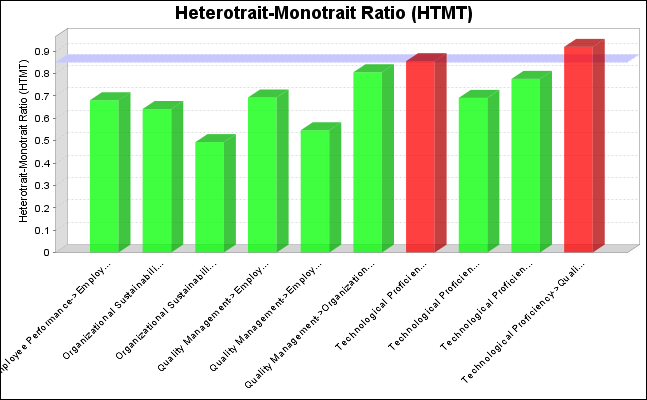 Heterotrait-Monotrait Ratio (HTMT)
Heterotrait-Monotrait Ratio (HTMT)
0.9
0.8
0.7
0.6
0.5
0.4
0.3
0.2
0.1
0
mployee Performance-> Employ...
Organizational Sustainabili...
Organizational Sustainabili...
Quality Management->Employ...
Quality Management->Employ...
Quality Management->Organization...
Technological Proficien...
Technological Proficien...
Technological Proficien...
Technological Proficiency->Quali...